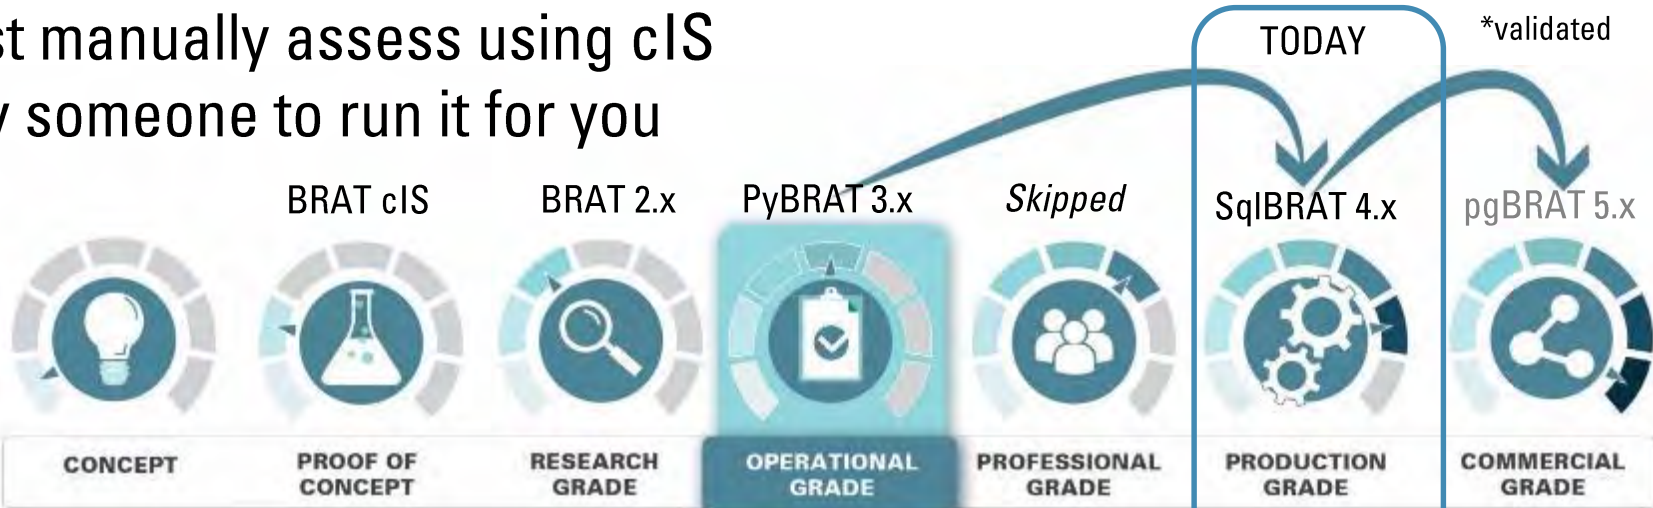 manually assess using cIS
someone to run it for you
TODAY
*validated
BRAT cIS
BRAT 2.x
PyBRAT 3.x
Skipped
SqlBRAT 4.x
pgBRAT 5.x
CONCEPT
PROOF OF
CONCEPT
RESEARCH
GRADE
OPERATIONAL
GRADE
PROFESSIONAL
GRADE
PRODUCTION
GRADE
COMMERCIAL
GRADE